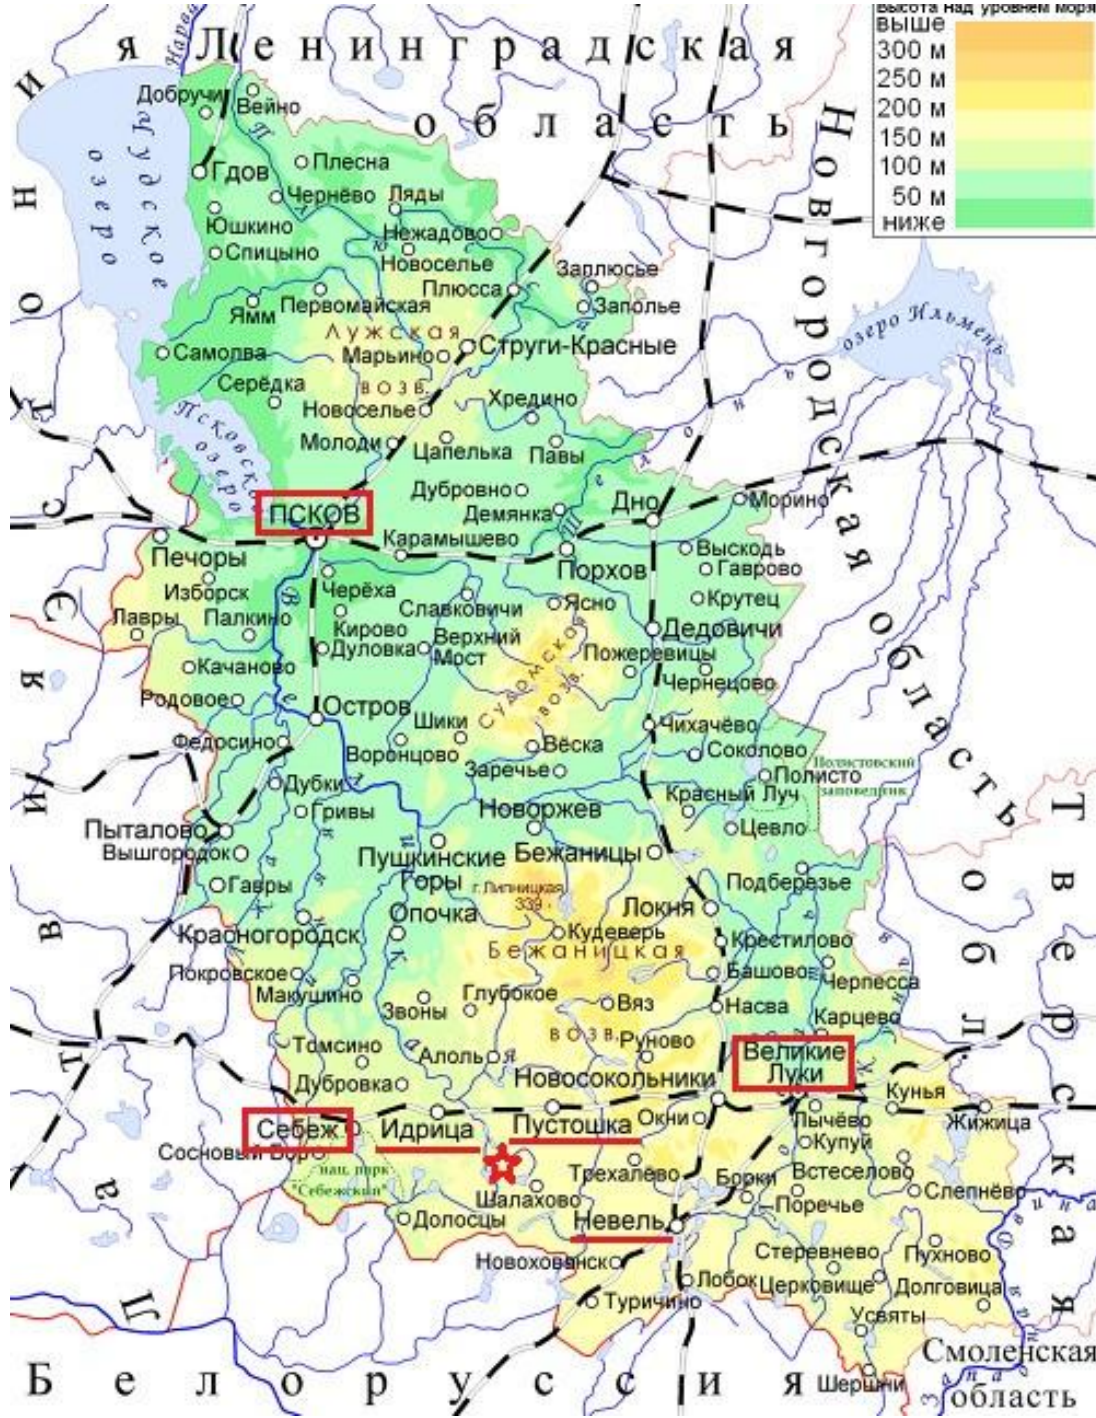 Высота над уровнем моря
выше
300 м
250 м
200 м
150 м
100 м
50 м
ниже
Ленинградская
область
Новгородская область
Тверская
обл.
Смоленская
область
Белоруссия
Латвия
Эстония
Нарва
Чудское
озеро
Псковское
озеро
озеро Ильмень
Добручи
Вейно
Гдов
Плесна
Чернёво
Ляды
Юшкино
Нежадово
Спицыно
Новоселье
Заплюсье
Плюсса
Заполье
Ямм
Первомайская
Лужская
возв.
Самолва
Марьино
Струги-Красные
Серёдка
Новоселье
Хредино
Молоди
Цапелька
Павы
Дубровно
Дно
Морино
ПСКОВ
Демянка
Печоры
Карамышево
Порхов
Выскодь
Гаврово
Изборск
Черёха
Славковичи
Ясно
Крутец
Лавры
Палкино
Кирово
Дуловка
Верхний
Мост
Дедовичи
Качаново
Пожеревицы
Чернецово
Судомская
возв.
Родовое
Остров
Шики
Чихачёво
Федосино
Воронцово
Вёска
Соколово
Заречье
Полисто
Полистовский
заповедник
Дубки
Гривы
Новоржев
Красный Луч
Цевло
Пыталово
Вышгородок
Пушкинские
Горы
Бежаницы
Гавры
г. Липницкая
339
Подберезье
Опочка
Локня
Красногородск
Кудеверь
Крестилово
Бежаницкая
возв.
Покровское
Макушино
Башово
Черпесса
Звоны
Глубокое
Вяз
Насва
Карцево
Томсино
Алоль
Руново
Великие
Луки
Дубровка
Новосокольники
Кунья
Себеж
Идрица
Пустошка
Окни
Лычёво
Жижица
Сосновый Бор
Купуй
нац. парк
"Себежский"
Трехалёво
Встеселово
Шалахово
Борки
Слепнёво
Долосцы
Невель
Поречье
Новохованск
Стеревнево
Пухново
Лобок
Церковище
Долговица
Туричино
Усвяты
Шершни
Великая
Плюсса